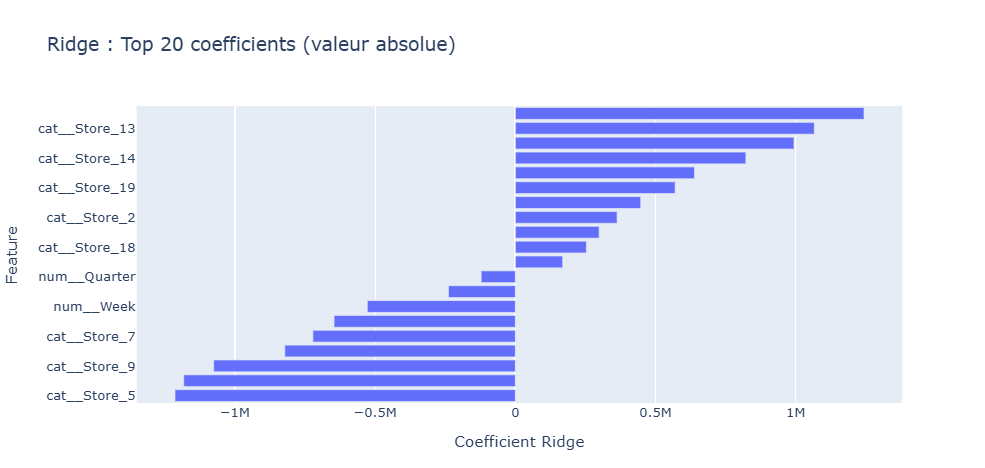 Ridge : Top 20 coefficients (valeur absolue)
cat__Store_13
cat__Store_14
cat__Store_19
cat__Store_2
cat__Store_18
num__Quarter
num__Week
cat__Store_7
cat__Store_9
cat__Store_5
Feature
−1M
−0.5M
0
0.5M
1M
Coefficient Ridge